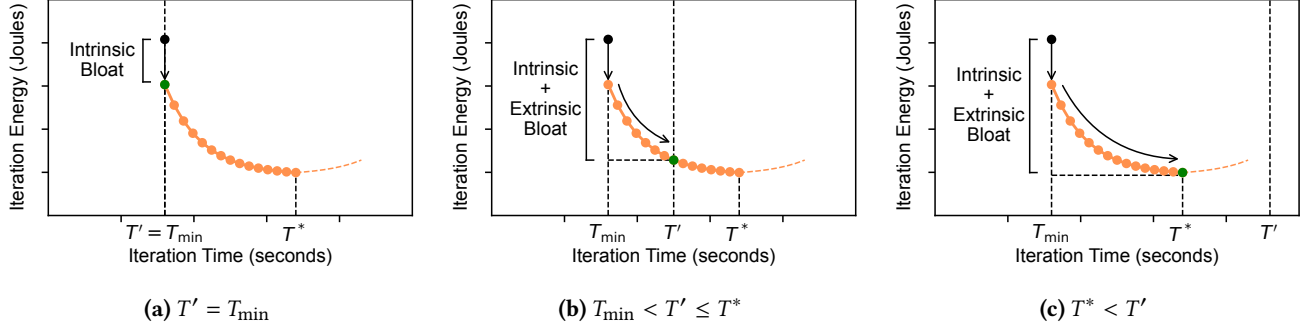 Iteration Energy (Joules)
Intrinsic
Bloat
T′ = Tmin
T*
Iteration Time (seconds)
(a) T′ = Tmin
Iteration Energy (Joules)
Intrinsic
+
Extrinsic
Bloat
Tmin
T′
T*
Iteration Time (seconds)
(b) Tmin < T′ ≤ T*
Iteration Energy (Joules)
Intrinsic
+
Extrinsic
Bloat
Tmin
T*
T′
Iteration Time (seconds)
(c) T* < T′